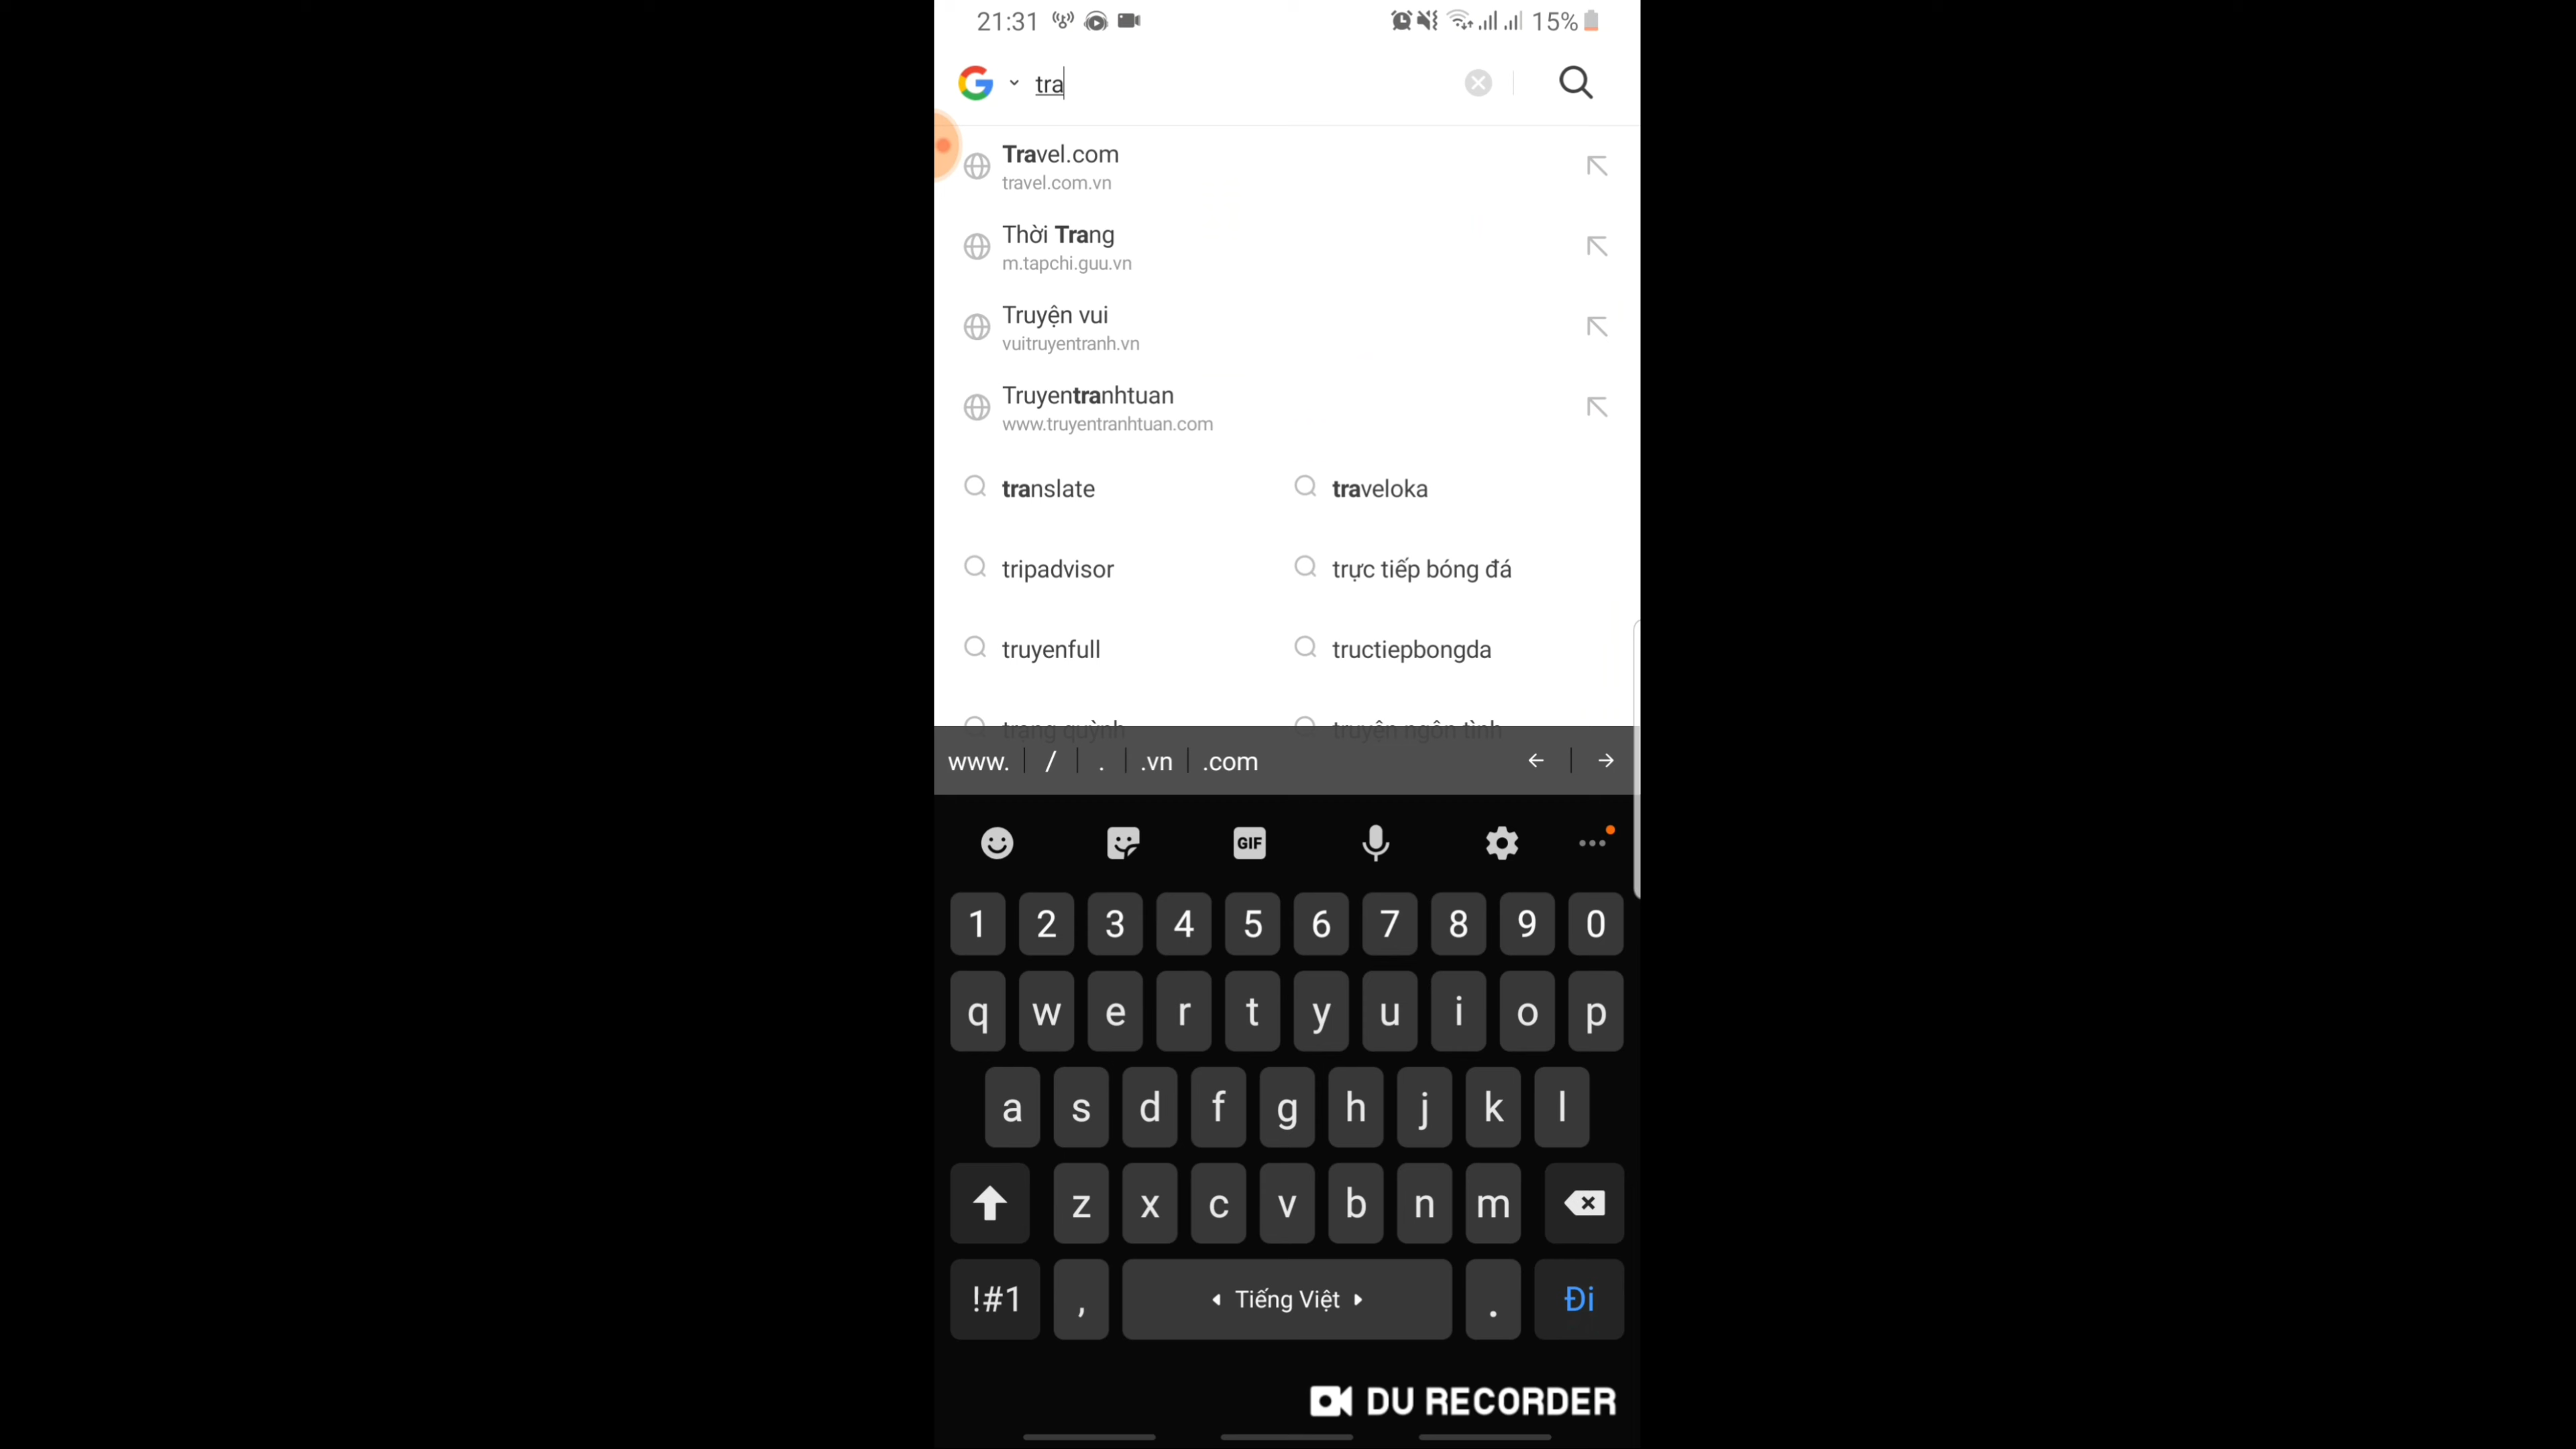 21:31 15%
tra
Travel.com
travel.com.vn
Thời Trang
m.tapchi.guu.vn
Truyện vui
vuitruyentranh.vn
Truyentranhtuan
www.truyentranhtuan.com
translate traveloka
tripadvisor trực tiếp bóng đá
truyenfull tructiepbongda
trạng quỳnh truyện ngôn tình
www. / . .vn .com
GIF
1 2 3 4 5 6 7 8 9 0
q w e r t y u i o p
a s d f g h j k l
z x c v b n m
!#1 , Tiếng Việt . Đi
DU RECORDER